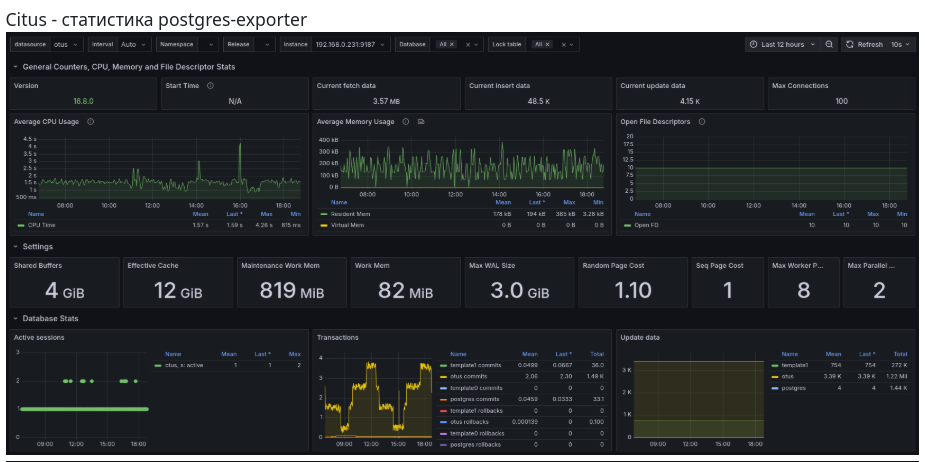 Citus - статистика postgres-exporter
datasource otus Interval Auto Namespace Release Instance 192.168.0.231:9187 Database All × Lock table All × Last 12 hours Refresh 10s
General Counters, CPU, Memory and File Descriptor Stats
Version Start Time Current fetch data Current insert data Current update data Max Connections
16.8.0 N/A 3.57 MB 48.5 K 4.15 K 100
Average CPU Usage
4.5 s
4 s
3.5 s
3 s
2.5 s
2 s
1.5 s
1 s
500 ms
08:00 10:00 12:00 14:00 16:00 18:00
Name Mean Last * Max Min
CPU Time 1.57 s 1.59 s 4.26 s 815 ms
Average Memory Usage
400 kB
300 kB
200 kB
100 kB
0 B
08:00 10:00 12:00 14:00 16:00 18:00
Name Mean Last * Max Min
Resident Mem 178 kB 194 kB 385 kB 3.28 kB
Virtual Mem 0 B 0 B 0 B 0 B
Open File Descriptors
20
17.5
15
12.5
10
7.5
5
2.5
0
08:00 10:00 12:00 14:00 16:00 18:00
Name Mean Last * Max Min
Open FD 10 10 10 10
Settings
Shared Buffers Effective Cache Maintenance Work Mem Work Mem Max WAL Size Random Page Cost Seq Page Cost Max Worker P... Max Parallel ...
4 GiB 12 GiB 819 MiB 82 MiB 3.0 GiB 1.10 1 8 2
Database Stats
Active sessions
3
2
1
0
09:00 12:00 15:00 18:00
Name Mean Last * Max
otus, s: active 1 1 2
Transactions
4
3
2
1
0
09:00 12:00 15:00 18:00
Name Mean Last * Total
template1 commits 0.0499 0.0667 36.0
otus commits 2.06 2.30 1.49 K
template0 commits 0 0 0
postgres commits 0.0459 0.0333 33.1
template1 rollbacks 0 0 0
otus rollbacks 0.000139 0 0.100
template0 rollbacks 0 0 0
postgres rollbacks 0 0 0
Update data
3 K
2 K
1 K
0
09:00 12:00 15:00 18:00
Name Mean Last * Total
template1 754 754 272 K
otus 3.39 K 3.39 K 1.22 Mil
postgres 4 4 1.44 K